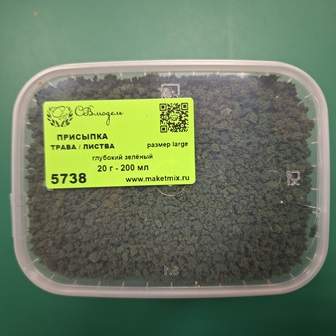 СВмодель
ПРИСЫПКА
ТРАВА / ЛИСТВА размер large
глубокий зелёный
20 г - 200 мл
5738 www.maketmix.ru